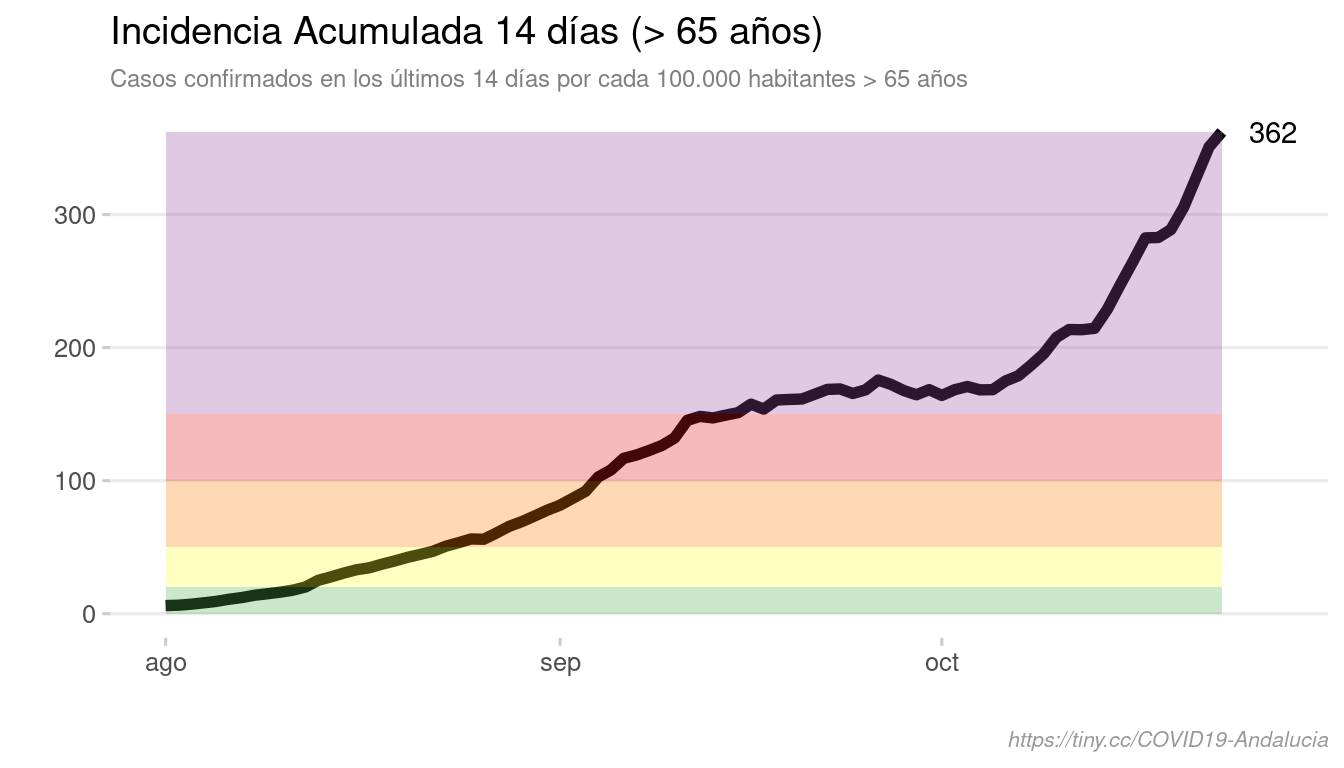 Incidencia Acumulada 14 días (> 65 años)
Casos confirmados en los últimos 14 días por cada 100.000 habitantes > 65 años
362
300
200
100
0
ago sep oct
https://tiny.cc/COVID19-Andalucia